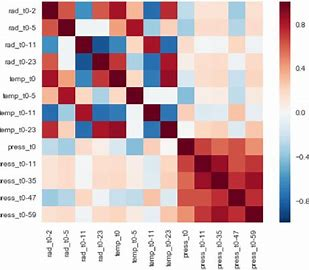 rad_t0-2
rad_t0-5
rad_t0-11
rad_t0-23
temp_t0
temp_t0-5
temp_t0-11
temp_t0-23
press_t0
press_t0-11
press_t0-35
press_t0-47
press_t0-59
0.8
0.4
0.0
−0.4
−0.8
rad_t0-2
rad_t0-5
rad_t0-11
rad_t0-23
temp_t0
temp_t0-5
temp_t0-11
temp_t0-23
press_t0
press_t0-11
press_t0-35
press_t0-47
press_t0-59